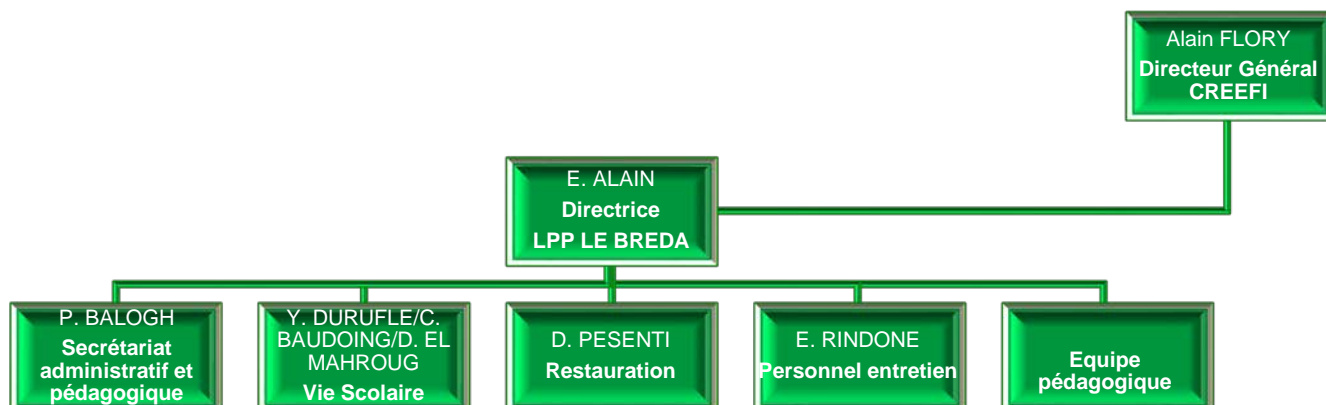 Alain FLORY
Directeur Général
CREEFI
E. ALAIN
Directrice
LPP LE BREDA
P. BALOGH
Secrétariat
administratif et
pédagogique
Y. DURUFLE/C.
BAUDOING/D. EL
MAHROUG
Vie Scolaire
D. PESENTI
Restauration
E. RINDONE
Personnel entretien
Equipe
pédagogique